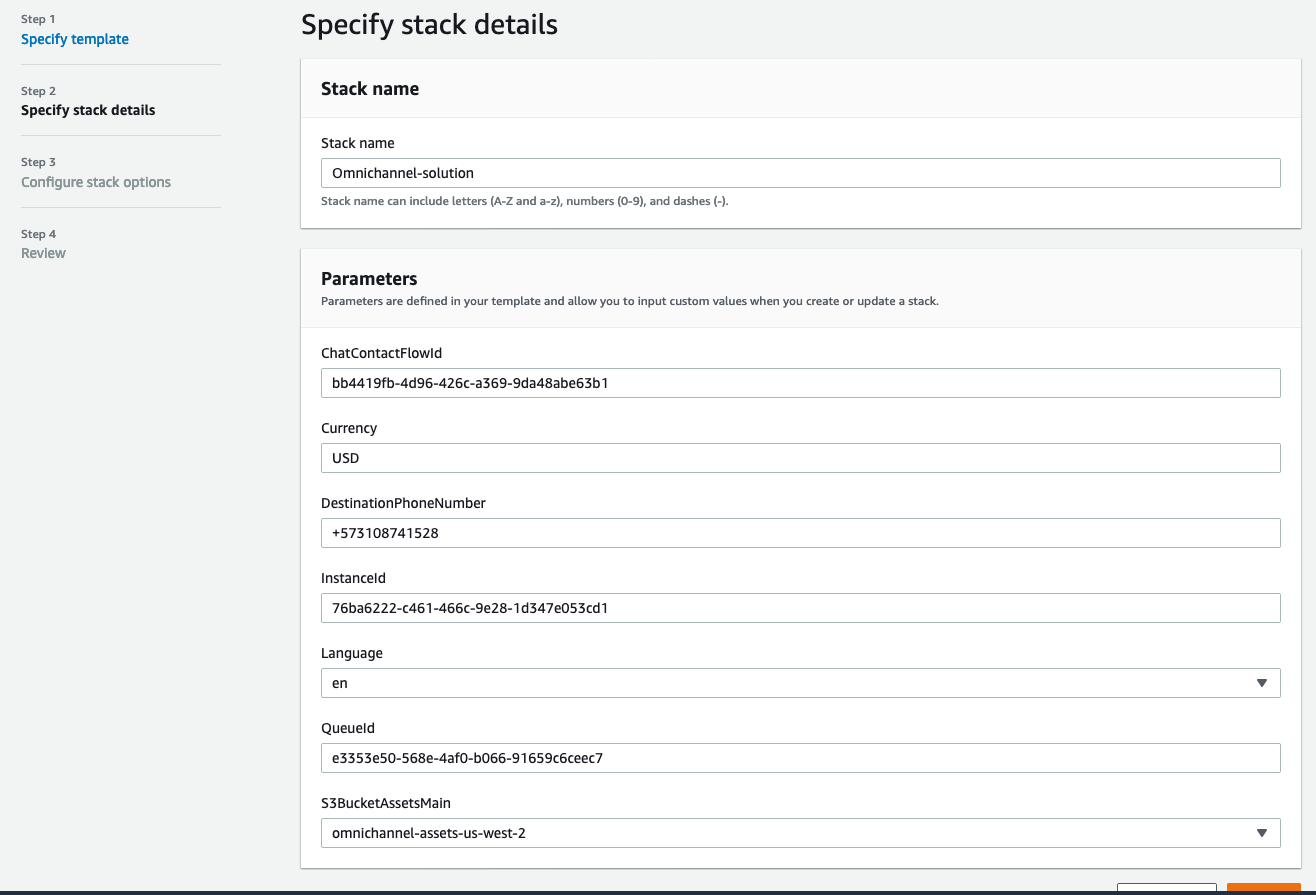 Step 1
Specify template
Step 2
Specify stack details
Step 3
Configure stack options
Step 4
Review
Specify stack details
Stack name
Stack name
Omnichannel-solution
Stack name can include letters (A-Z and a-z), numbers (0-9), and dashes (-).
Parameters
Parameters are defined in your template and allow you to input custom values when you create or update a stack.
ChatContactFlowId
bb4419fb-4d96-426c-a369-9da48abe63b1
Currency
USD
DestinationPhoneNumber
+573108741528
InstanceId
76ba6222-c461-466c-9e28-1d347e053cd1
Language
en
QueueId
e3353e50-568e-4af0-b066-91659c6ceec7
S3BucketAssetsMain
omnichannel-assets-us-west-2